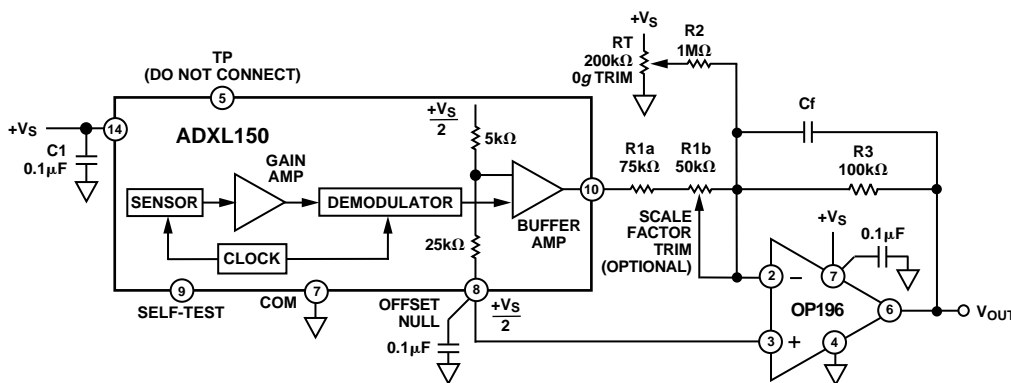 +VS
RT
200kΩ
0g TRIM
R2
1MΩ
TP
(DO NOT CONNECT)
5
+VS
14
C1
0.1µF
ADXL150
+VS
2
5kΩ
GAIN
AMP
SENSOR
DEMODULATOR
CLOCK
25kΩ
BUFFER
AMP
10
R1a
75kΩ
R1b
50kΩ
SCALE
FACTOR
TRIM
(OPTIONAL)
Cf
R3
100kΩ
+VS
0.1µF
2
–
7
OP196
6
VOUT
3
+
4
9
SELF-TEST
COM
7
8
OFFSET
NULL
+VS
2
0.1µF